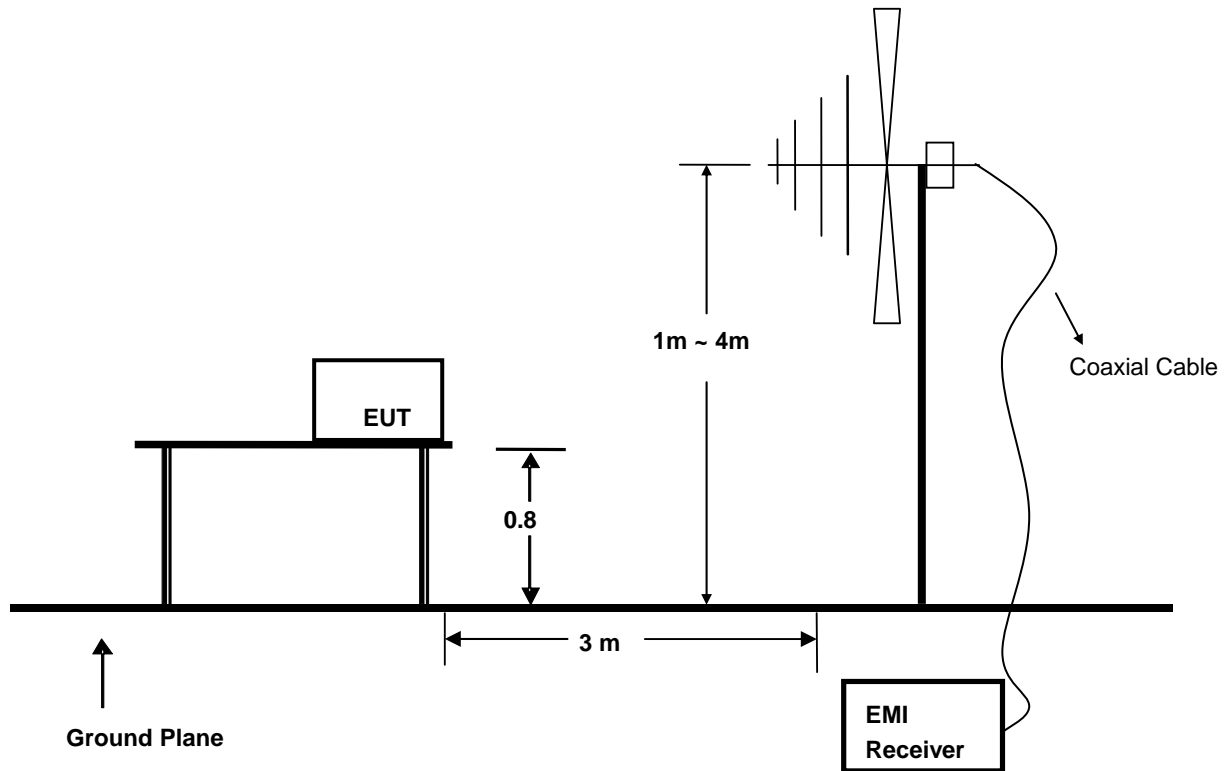 1m ~ 4m
Coaxial Cable
EUT
0.8
3 m
EMI
Receiver
Ground Plane